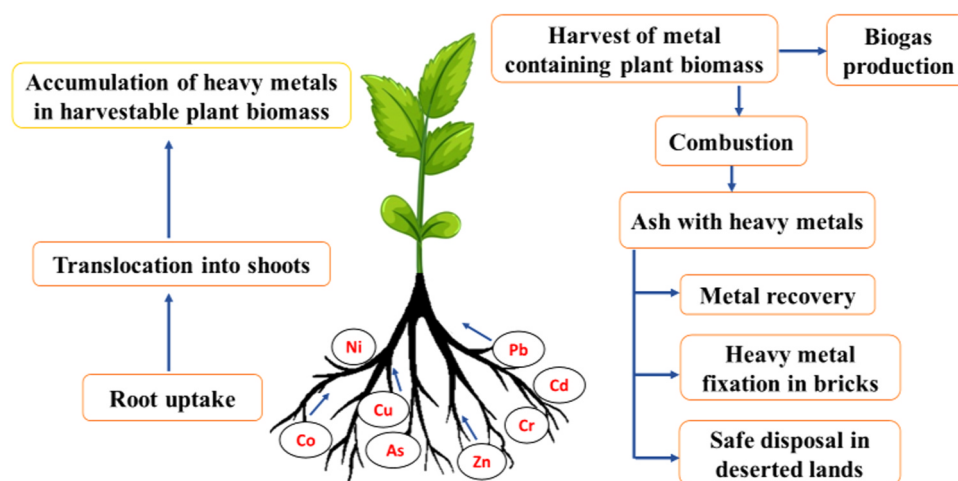 Accumulation of heavy metals
in harvestable plant biomass
Translocation into shoots
Root uptake
Ni
Pb
Cd
Cu
Cr
Co
As
Zn
Harvest of metal
containing plant biomass
Biogas
production
Combustion
Ash with heavy metals
Metal recovery
Heavy metal
fixation in bricks
Safe disposal in
deserted lands